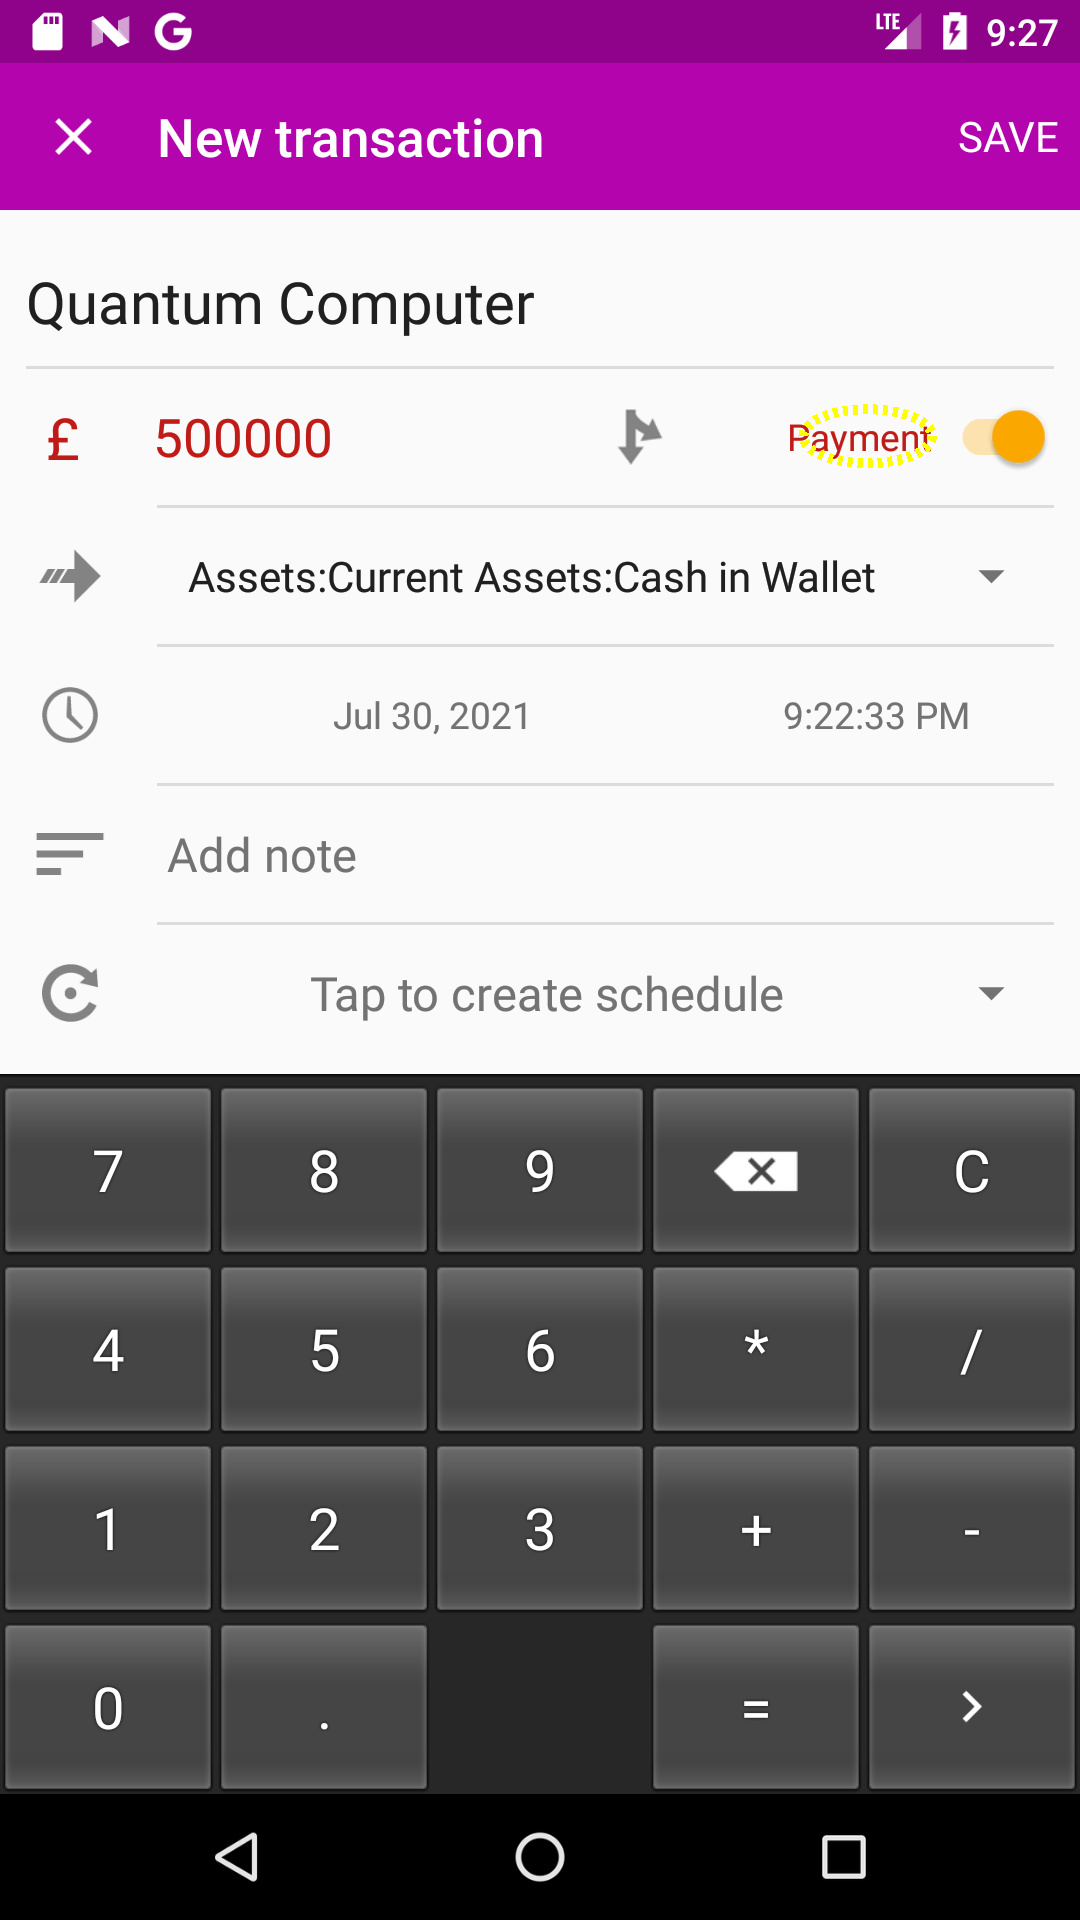 LTE 9:27
New transaction SAVE
Quantum Computer
£ 500000 Payment
Assets:Current Assets:Cash in Wallet
Jul 30, 2021 9:22:33 PM
Add note
Tap to create schedule
7 8 9 C
4 5 6 * /
1 2 3 + -
0 . = >